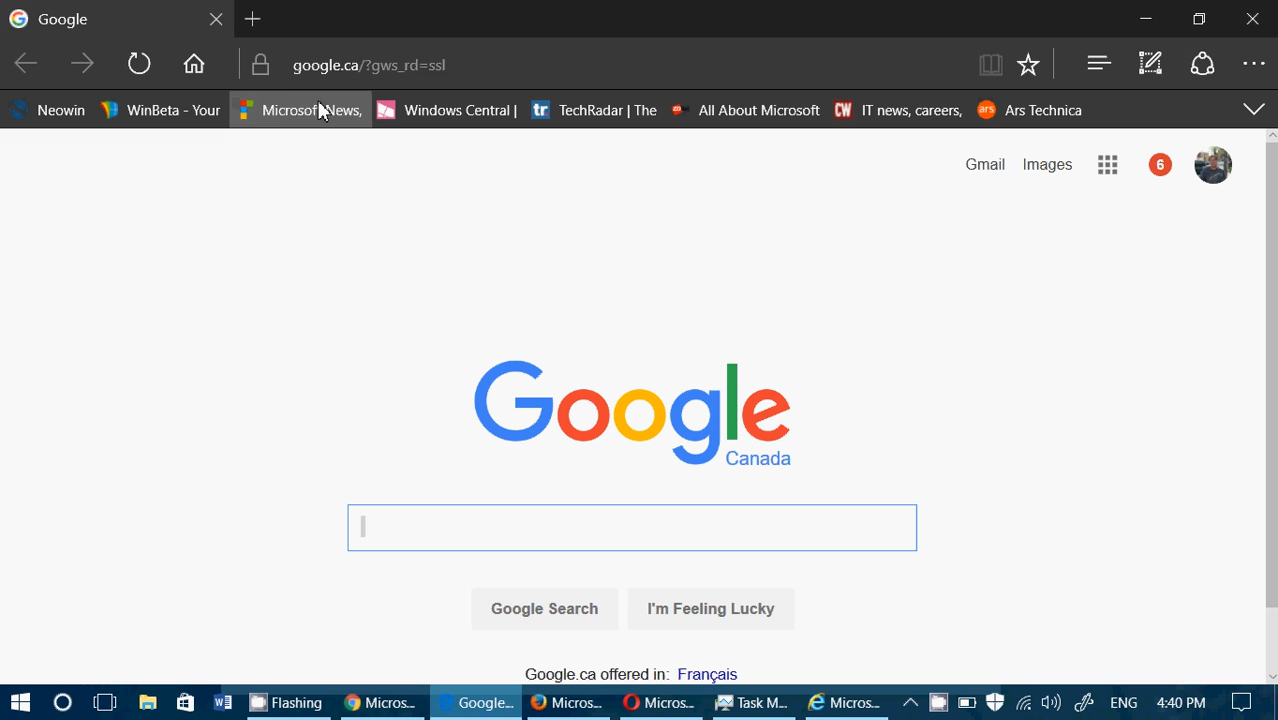 Google
google.ca/?gws_rd=ssl
Neowin WinBeta - Your Microsoft News, Windows Central | TechRadar | The All About Microsoft CW IT news, careers, ars Ars Technica
Gmail Images 6
Google
Canada
Google Search I'm Feeling Lucky
Google.ca offered in: Français
Flashing Micros... Google... Micros... Micros... Task M... Micros... ENG 4:40 PM